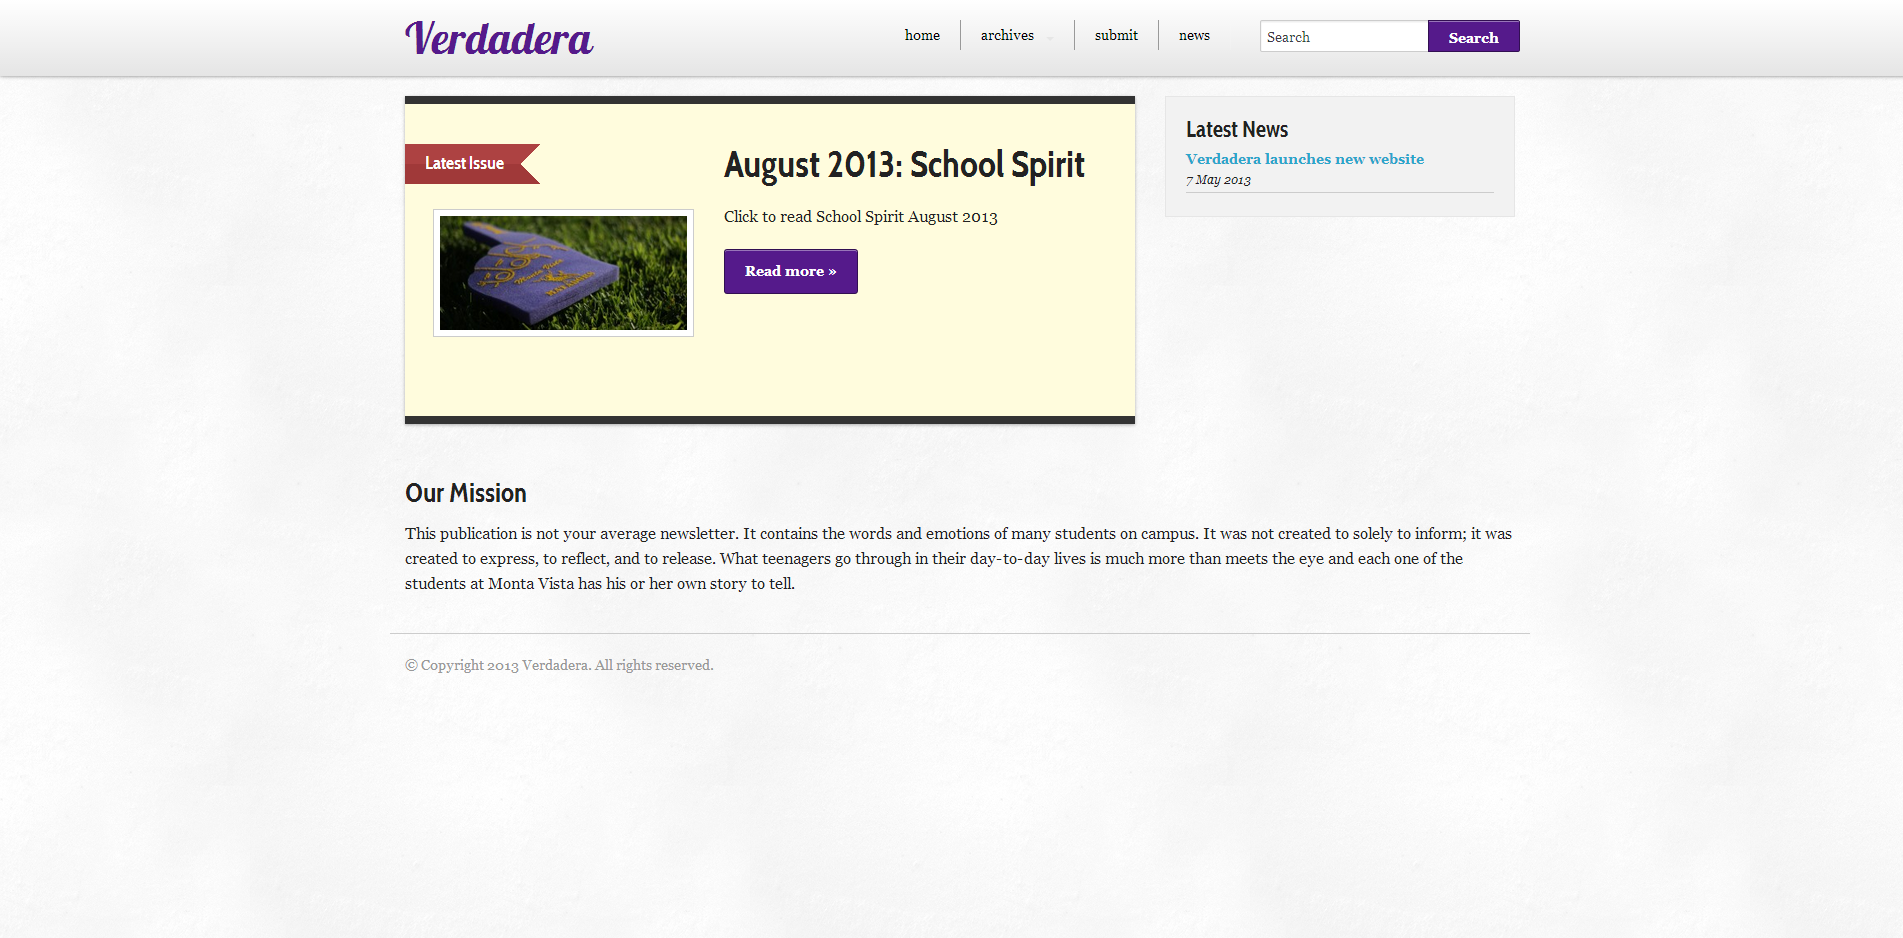 Verdadera
home
archives
submit
news
Search
Search
Latest Issue
August 2013: School Spirit
Click to read School Spirit August 2013
Read more »
Monta Vista
MATADORS
Latest News
Verdadera launches new website
7 May 2013
Our Mission
This publication is not your average newsletter. It contains the words and emotions of many students on campus. It was not created to solely to inform; it was
created to express, to reflect, and to release. What teenagers go through in their day-to-day lives is much more than meets the eye and each one of the
students at Monta Vista has his or her own story to tell.
© Copyright 2013 Verdadera. All rights reserved.